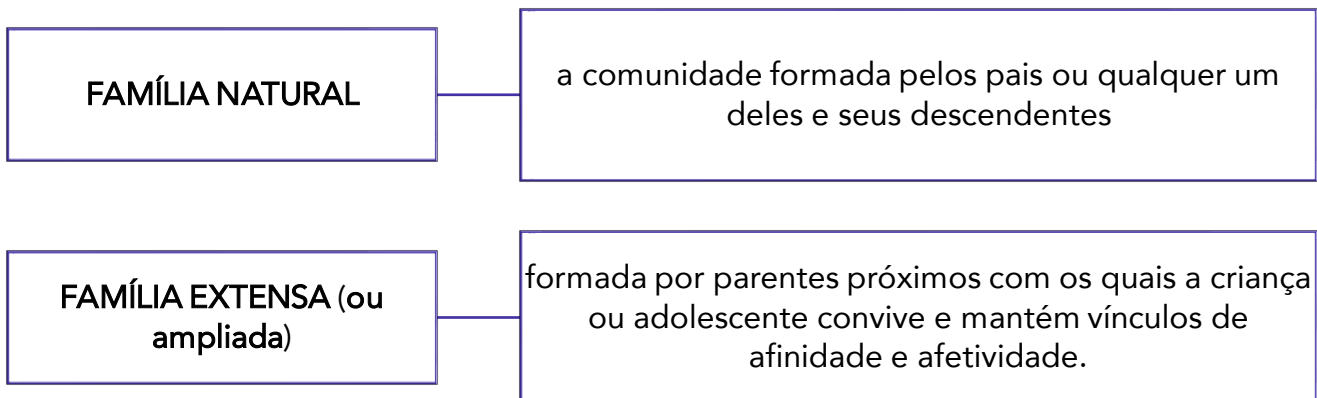 FAMÍLIA NATURAL
a comunidade formada pelos pais ou qualquer um
deles e seus descendentes
FAMÍLIA EXTENSA (ou
ampliada)
formada por parentes próximos com os quais a criança
ou adolescente convive e mantém vínculos de
afinidade e afetividade.